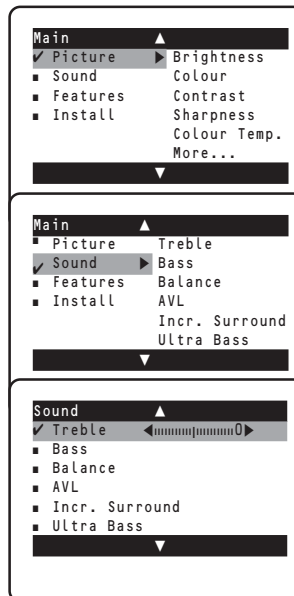 Main
✔ Picture ▶ Brightness
▪ Sound Colour
▪ Features Contrast
▪ Install Sharpness
Colour Temp.
More...
Main
▪ Picture Treble
✔ Sound ▶ Bass
▪ Features Balance
▪ Install AVL
Incr. Surround
Ultra Bass
Sound
✔ Treble 0
▪ Bass
▪ Balance
▪ AVL
▪ Incr. Surround
▪ Ultra Bass